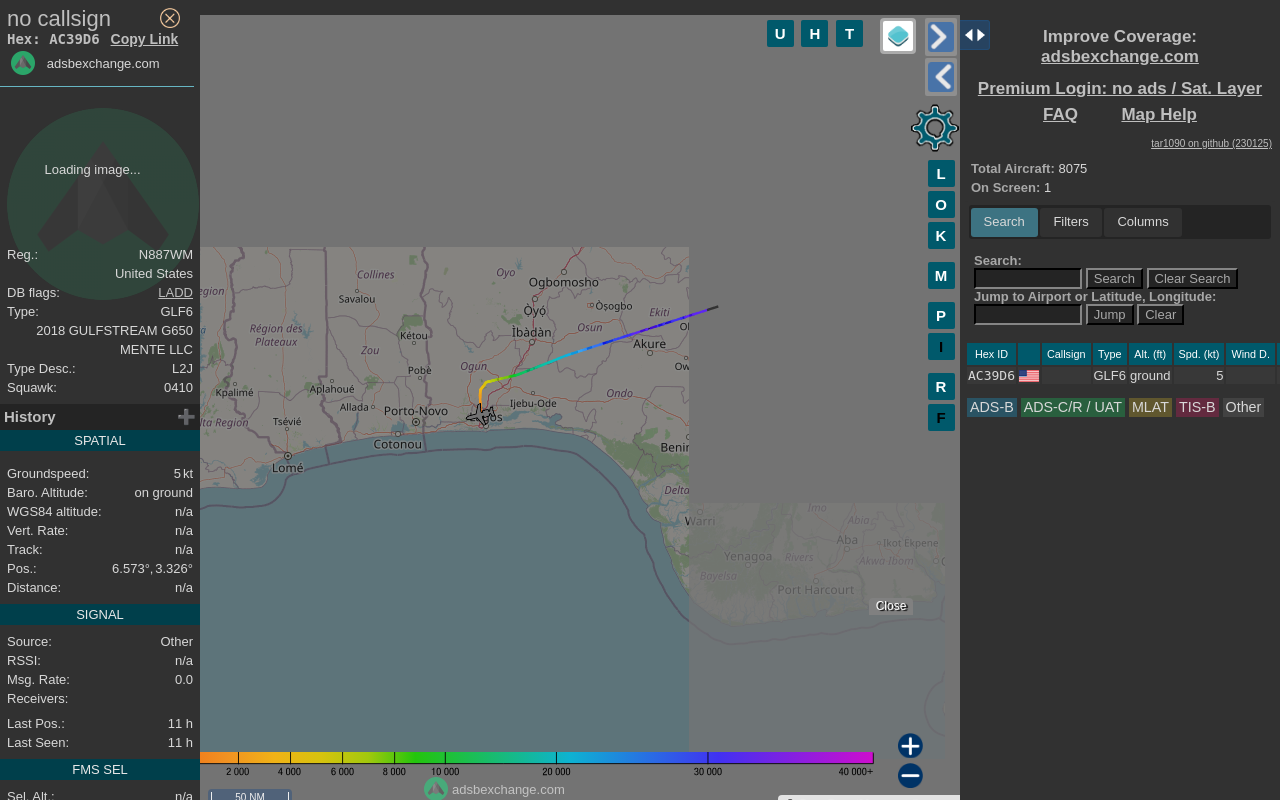 no callsign
Hex: AC39D6 Copy Link
adsbexchange.com
Loading image...
Reg.: N887WM
United States
DB flags: LADD
Type: GLF6
2018 GULFSTREAM G650
MENTE LLC
Type Desc.: L2J
Squawk: 0410
History
SPATIAL
Groundspeed: 5 kt
Baro. Altitude: on ground
WGS84 altitude: n/a
Vert. Rate: n/a
Track: n/a
Pos.: 6.573°, 3.326°
Distance: n/a
SIGNAL
Source: Other
RSSI: n/a
Msg. Rate: 0.0
Receivers:
Last Pos.: 11 h
Last Seen: 11 h
FMS SEL
Sel. Alt.: n/a
U H T
L
O
K
M
P
I
R
F
Collines
Oyo
Ogbomosho
Savalou
egion
Òyó
Òṣogbo
Ekiti
Région des
Plateaux
Kétou
Ìbàdàn
Osun
Akure
Zou
Pobè
Ogun
Kpalimé
Aplahoué
Allada
Porto-Novo
Ijebu-Ode
Ondo
lta Region
Tsévié
os
Cotonou
Benin
Lomé
Delta
Warri
Imo
Abia
Aba
Ikot Ekpene
Yenagoa
Rivers
Akwa Ibom
Bayelsa
Port Harcourt
Close
2 000 4 000 6 000 8 000 10 000 20 000 30 000 40 000+
adsbexchange.com
50 NM
Improve Coverage:
adsbexchange.com
Premium Login: no ads / Sat. Layer
FAQ Map Help
tar1090 on github (230125)
Total Aircraft: 8075
On Screen: 1
Search Filters Columns
Search:
Search Clear Search
Jump to Airport or Latitude, Longitude:
Jump Clear
Hex ID Callsign Type Alt. (ft) Spd. (kt) Wind D.
AC39D6 GLF6 ground 5
ADS-B ADS-C/R / UAT MLAT TIS-B Other